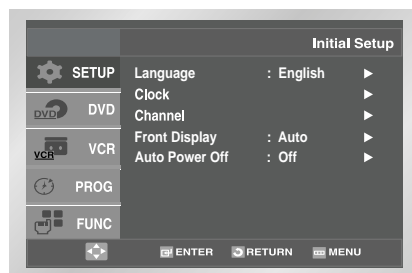 Initial Setup
SETUP
DVD DVD
VCR VCR
PROG
FUNC
Language : English ►
Clock ►
Channel ►
Front Display : Auto ►
Auto Power Off : Off ►
ENTER RETURN MENU